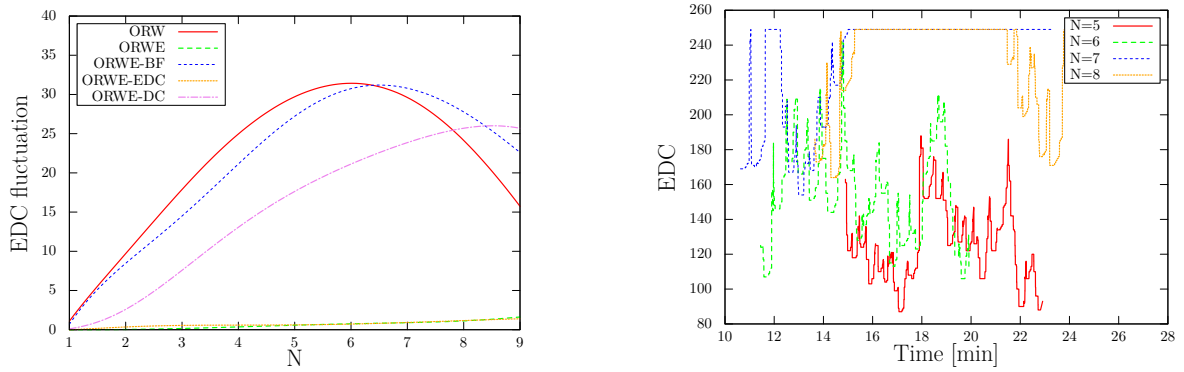 40
35
30
25
20
15
10
5
0
EDC fluctuation
ORW
ORWE
ORWE-BF
ORWE-EDC
ORWE-DC
1 2 3 4 5 6 7 8 9
N
260
240
220
200
180
160
140
120
100
80
EDC
N=5
N=6
N=7
N=8
10 12 14 16 18 20 22 24 26 28
Time [min]